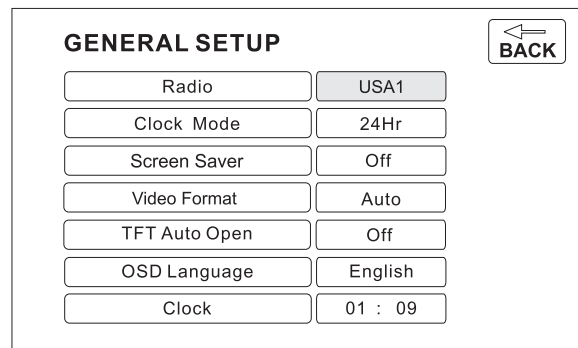 GENERAL SETUP
BACK
Radio USA1
Clock Mode 24Hr
Screen Saver Off
Video Format Auto
TFT Auto Open Off
OSD Language English
Clock 01 : 09